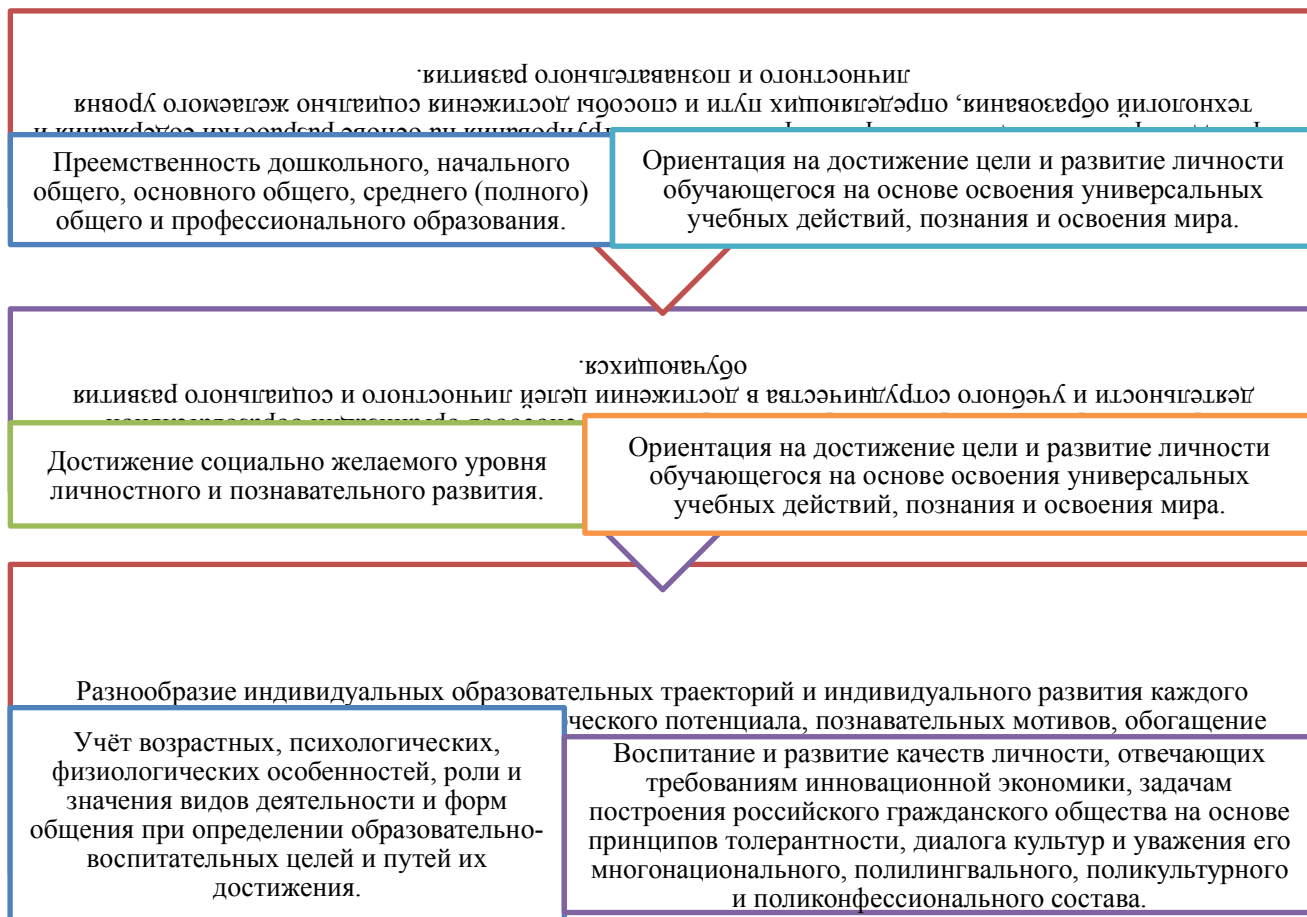 на основе разработки содержания и
технологий образования, определяющих пути и способы достижения социально желаемого уровня
личностного и познавательного развития.
Преемственность дошкольного, начального
общего, основного общего, среднего (полного)
общего и профессионального образования.
Ориентация на достижение цели и развитие личности
обучающегося на основе освоения универсальных
учебных действий, познания и освоения мира.
деятельности и учебного сотрудничества в достижении целей личностного и социального развития
обучающихся.
Достижение социально желаемого уровня
личностного и познавательного развития.
Ориентация на достижение цели и развитие личности
обучающегося на основе освоения универсальных
учебных действий, познания и освоения мира.
Разнообразие индивидуальных образовательных траекторий и индивидуального развития каждого
ческого потенциала, познавательных мотивов, обогащение
Учёт возрастных, психологических,
физиологических особенностей, роли и
значения видов деятельности и форм
общения при определении образовательно-
воспитательных целей и путей их
достижения.
Воспитание и развитие качеств личности, отвечающих
требованиям инновационной экономики, задачам
построения российского гражданского общества на основе
принципов толерантности, диалога культур и уважения его
многонационального, полилингвального, поликультурного
и поликонфессионального состава.